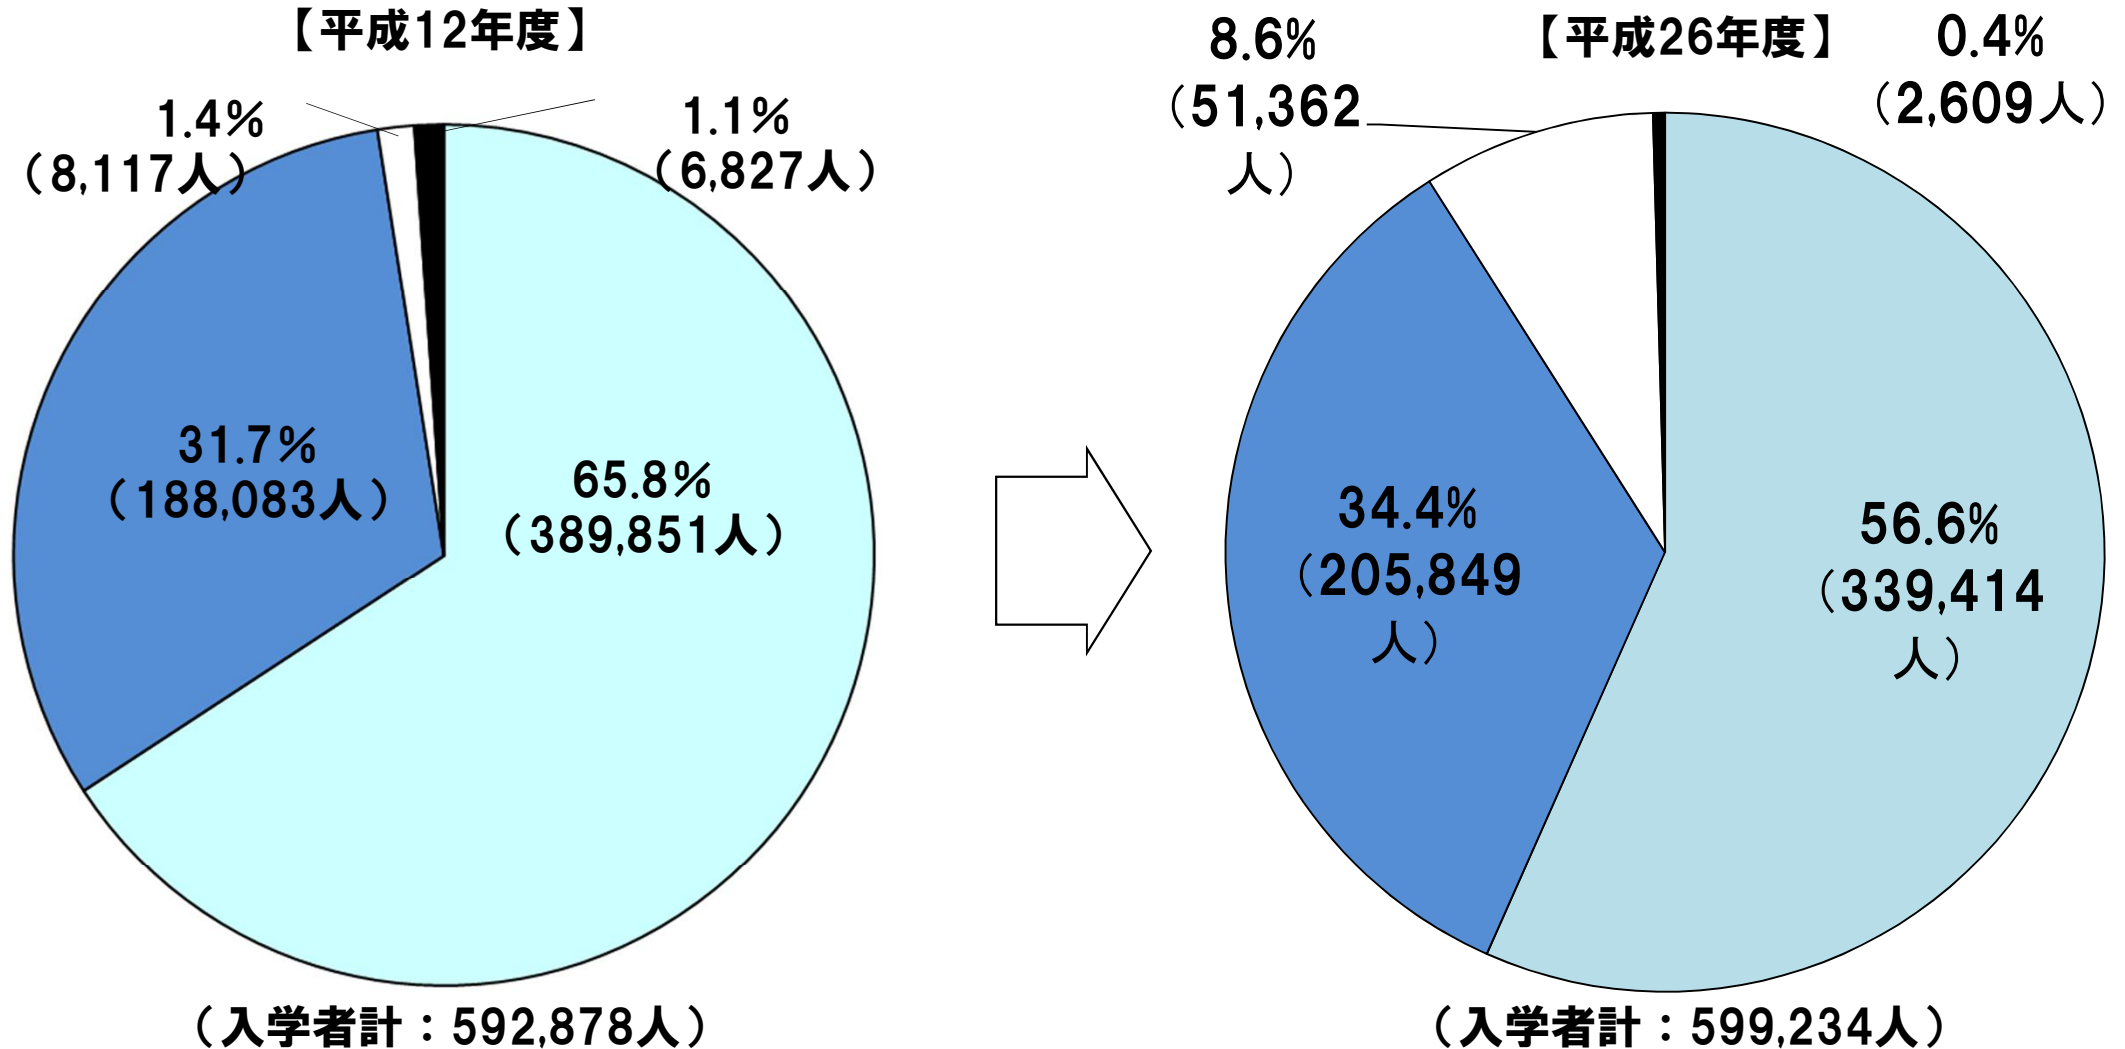 【平成12年度】
1.4%
（8,117人）
1.1%
（6,827人）
31.7%
（188,083人）
65.8%
（389,851人）
（入学者計：592,878人）
【平成26年度】
8.6%
（51,362
人）
0.4%
（2,609人）
34.4%
（205,849
人）
56.6%
（339,414
人）
（入学者計：599,234人）